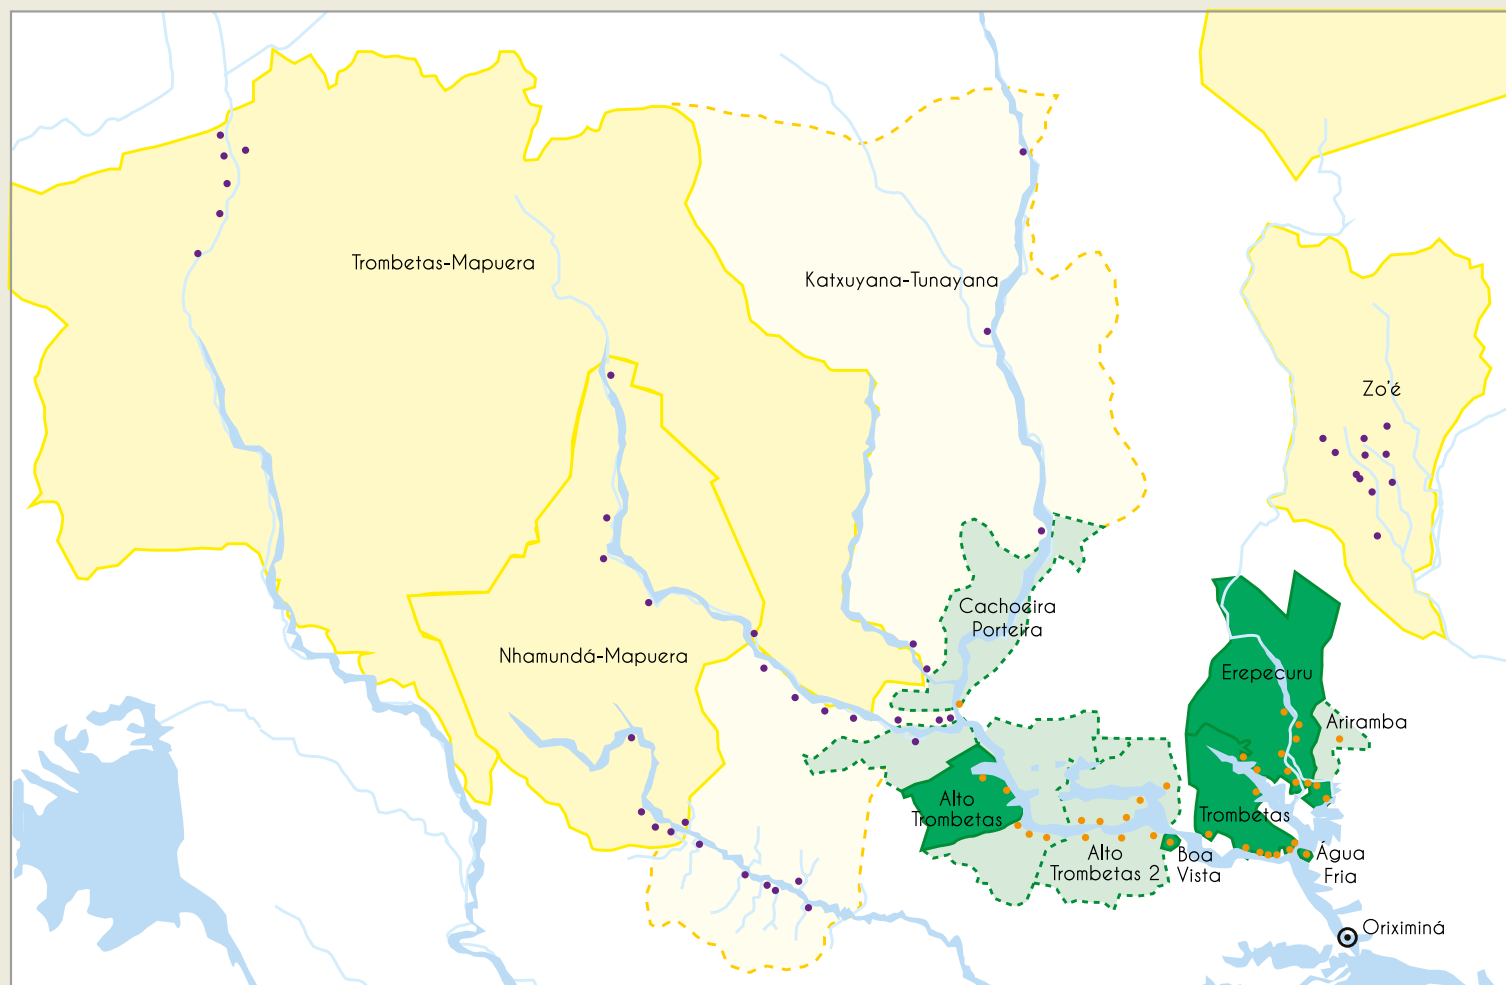 Trombetas-Mapuera
Katxuyana-Tunayana
Zo'é
Cachoeira
Porteira
Nhamundá-Mapuera
Erepecuru
Ariramba
Alto
Trombetas
Trombetas
Alto
Trombetas 2
Boa
Vista
Água
Fria
Oriximiná